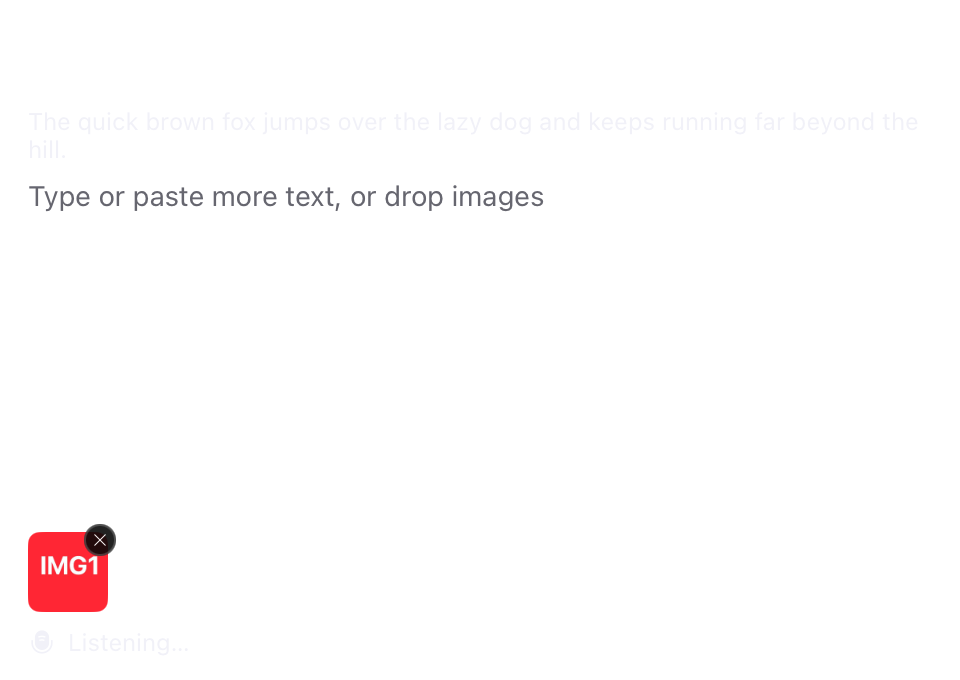 The quick brown fox jumps over the lazy dog and keeps running far beyond the
hill.
Type or paste more text, or drop images
IMG1
Listening...